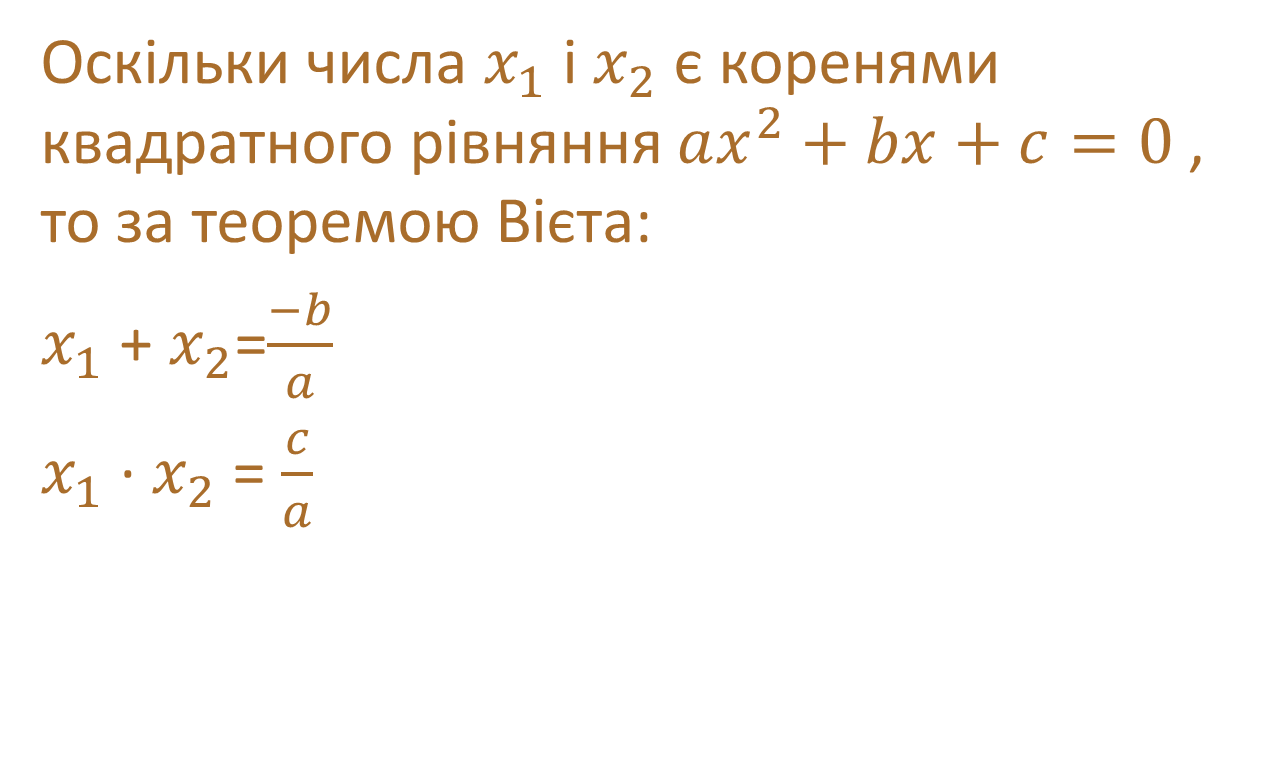 Оскільки числа 𝑥₁ і 𝑥₂ є коренями
квадратного рівняння 𝑎𝑥² + 𝑏𝑥 + 𝑐 = 0 ,
то за теоремою Вієта:
𝑥₁ + 𝑥₂=−𝑏/𝑎
𝑥₁ · 𝑥₂ = 𝑐/𝑎